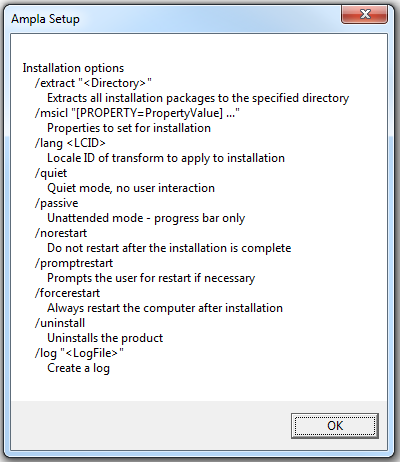 Ampla Setup
Installation options
/extract "<Directory>"
Extracts all installation packages to the specified directory
/msicl "[PROPERTY=PropertyValue] ..."
Properties to set for installation
/lang <LCID>
Locale ID of transform to apply to installation
/quiet
Quiet mode, no user interaction
/passive
Unattended mode - progress bar only
/norestart
Do not restart after the installation is complete
/promptrestart
Prompts the user for restart if necessary
/forcerestart
Always restart the computer after installation
/uninstall
Uninstalls the product
/log "<LogFile>"
Create a log
OK